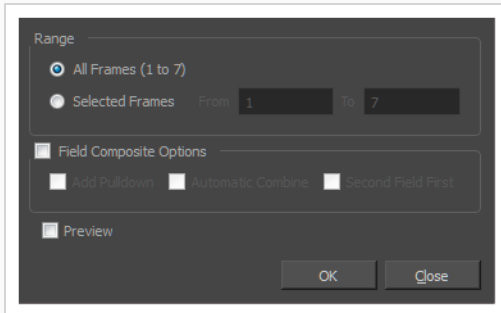 Range
All Frames (1 to 7)
Selected Frames From 1 To 7
Field Composite Options
Add Pulldown Automatic Combine Second Field First
Preview
OK Close